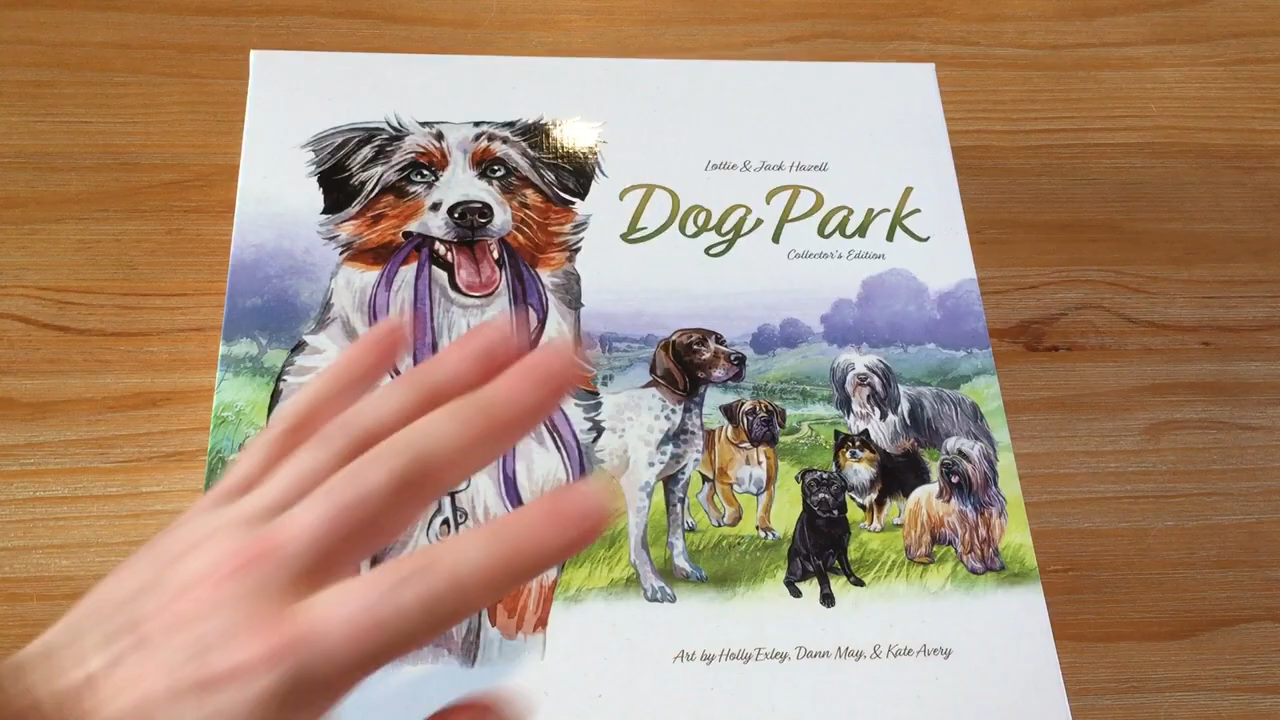 Lottie & Jack Hazell
Dog Park
Collector's Edition
Art by Holly Exley, Dann May, & Kate Avery